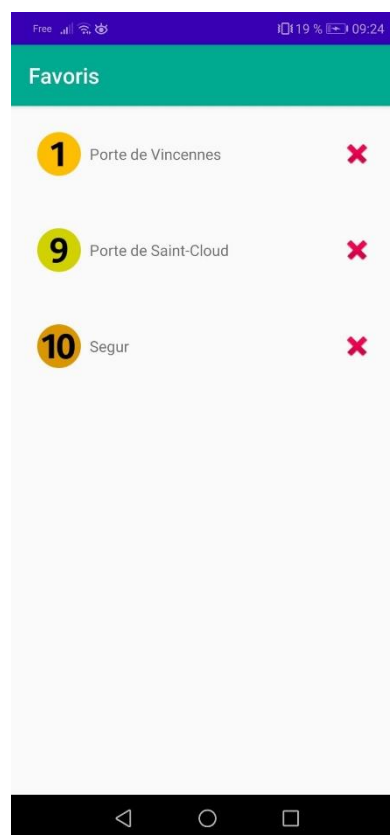 Free 19 % 09:24
Favoris
1 Porte de Vincennes
9 Porte de Saint-Cloud
10 Segur